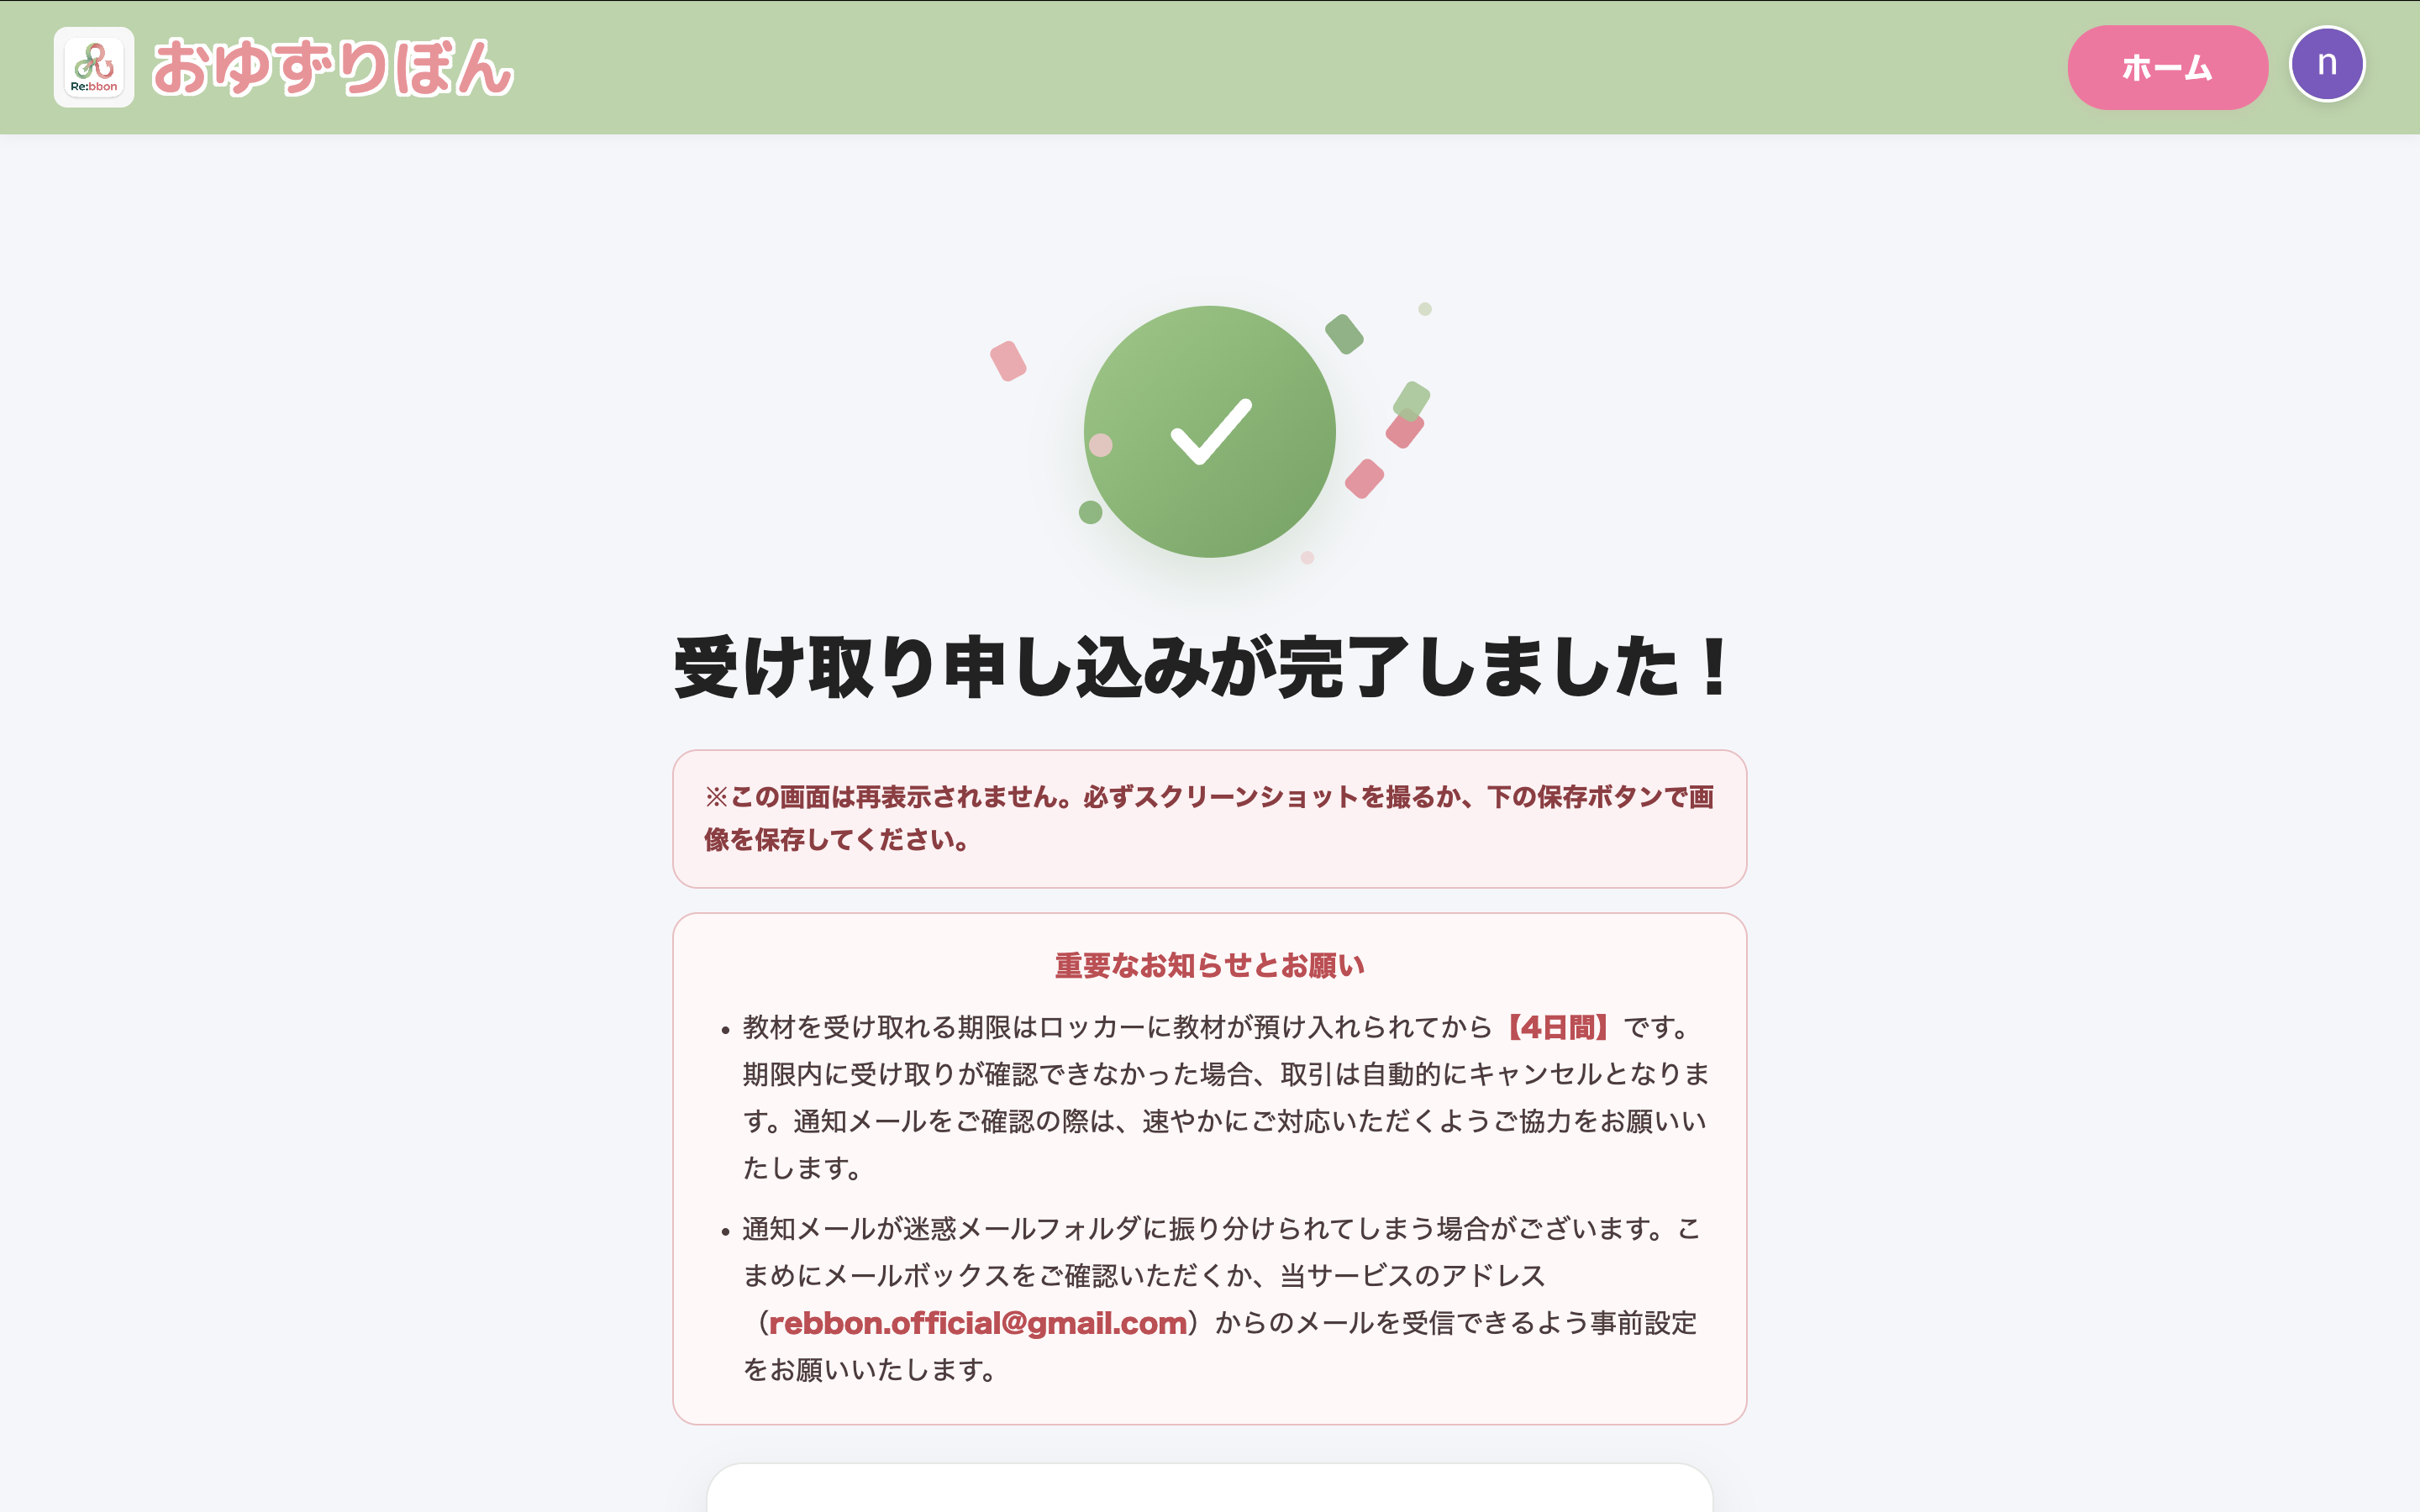 Re:bbon
おゆずりぼん
ホーム
n
受け取り申し込みが完了しました！
※この画面は再表示されません。必ずスクリーンショットを撮るか、下の保存ボタンで画
像を保存してください。
重要なお知らせとお願い
• 教材を受け取れる期限はロッカーに教材が預け入れられてから【4日間】です。
期限内に受け取りが確認できなかった場合、取引は自動的にキャンセルとなりま
す。通知メールをご確認の際は、速やかにご対応いただくようご協力をお願いい
たします。
• 通知メールが迷惑メールフォルダに振り分けられてしまう場合がございます。こ
まめにメールボックスをご確認いただくか、当サービスのアドレス
（rebbon.official@gmail.com）からのメールを受信できるよう事前設定
をお願いいたします。